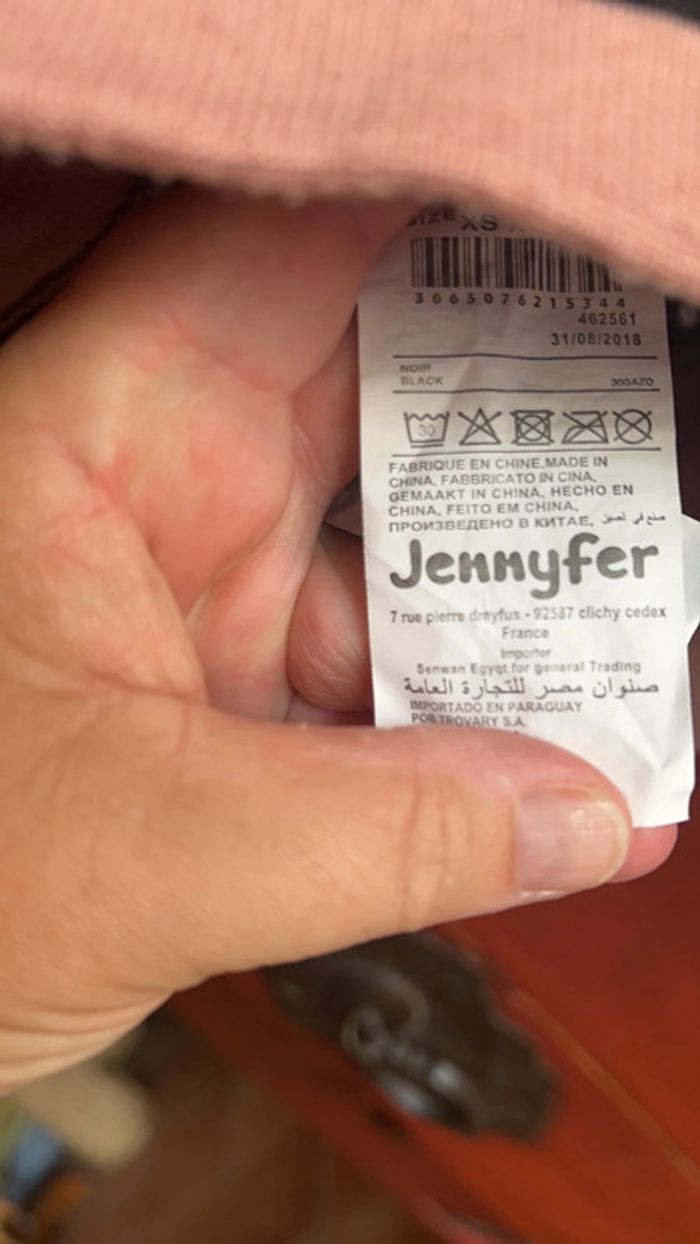 SIZE XS
3665076215344
462561
31/08/2018
NOIR
BLACK
30
FABRIQUE EN CHINE,MADE IN
CHINA, FABBRICATO IN CINA,
GEMAAKT IN CHINA, HECHO EN
CHINA, FEITO EM CHINA,
ПРОИЗВЕДЕНО В КИТАЕ, صنع في
Jennyfer
7 rue pierre dreyfus - 92587 clichy cedex
France
Importer
Senwan Egyqt for general Trading
صنوان مصر للتجارة العامة
IMPORTADO EN PARAGUAY
POR TROVARY S.A.